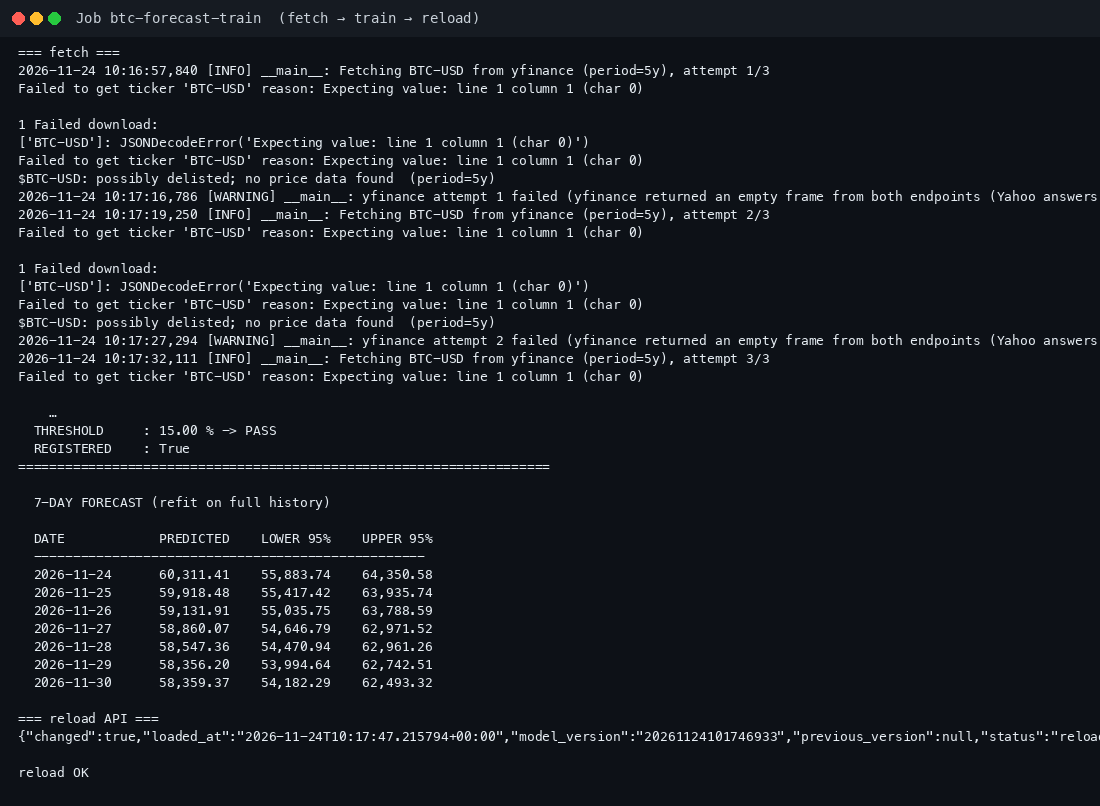 Job btc-forecast-train  (fetch → train → reload)
=== fetch ===
2026-11-24 10:16:57,840 [INFO] __main__: Fetching BTC-USD from yfinance (period=5y), attempt 1/3
Failed to get ticker 'BTC-USD' reason: Expecting value: line 1 column 1 (char 0)

1 Failed download:
['BTC-USD']: JSONDecodeError('Expecting value: line 1 column 1 (char 0)')
Failed to get ticker 'BTC-USD' reason: Expecting value: line 1 column 1 (char 0)
$BTC-USD: possibly delisted; no price data found  (period=5y)
2026-11-24 10:17:16,786 [WARNING] __main__: yfinance attempt 1 failed (yfinance returned an empty frame from both endpoints (Yahoo answers
2026-11-24 10:17:19,250 [INFO] __main__: Fetching BTC-USD from yfinance (period=5y), attempt 2/3
Failed to get ticker 'BTC-USD' reason: Expecting value: line 1 column 1 (char 0)

1 Failed download:
['BTC-USD']: JSONDecodeError('Expecting value: line 1 column 1 (char 0)')
Failed to get ticker 'BTC-USD' reason: Expecting value: line 1 column 1 (char 0)
$BTC-USD: possibly delisted; no price data found  (period=5y)
2026-11-24 10:17:27,294 [WARNING] __main__: yfinance attempt 2 failed (yfinance returned an empty frame from both endpoints (Yahoo answers
2026-11-24 10:17:32,111 [INFO] __main__: Fetching BTC-USD from yfinance (period=5y), attempt 3/3
Failed to get ticker 'BTC-USD' reason: Expecting value: line 1 column 1 (char 0)

    …
  THRESHOLD     : 15.00 % -> PASS
  REGISTERED    : True
====================================================================

  7-DAY FORECAST (refit on full history)

  DATE            PREDICTED    LOWER 95%    UPPER 95%
  --------------------------------------------------
  2026-11-24      60,311.41    55,883.74    64,350.58
  2026-11-25      59,918.48    55,417.42    63,935.74
  2026-11-26      59,131.91    55,035.75    63,788.59
  2026-11-27      58,860.07    54,646.79    62,971.52
  2026-11-28      58,547.36    54,470.94    62,961.26
  2026-11-29      58,356.20    53,994.64    62,742.51
  2026-11-30      58,359.37    54,182.29    62,493.32

=== reload API ===
{"changed":true,"loaded_at":"2026-11-24T10:17:47.215794+00:00","model_version":"20261124101746933","previous_version":null,"status":"reloa

reload OK